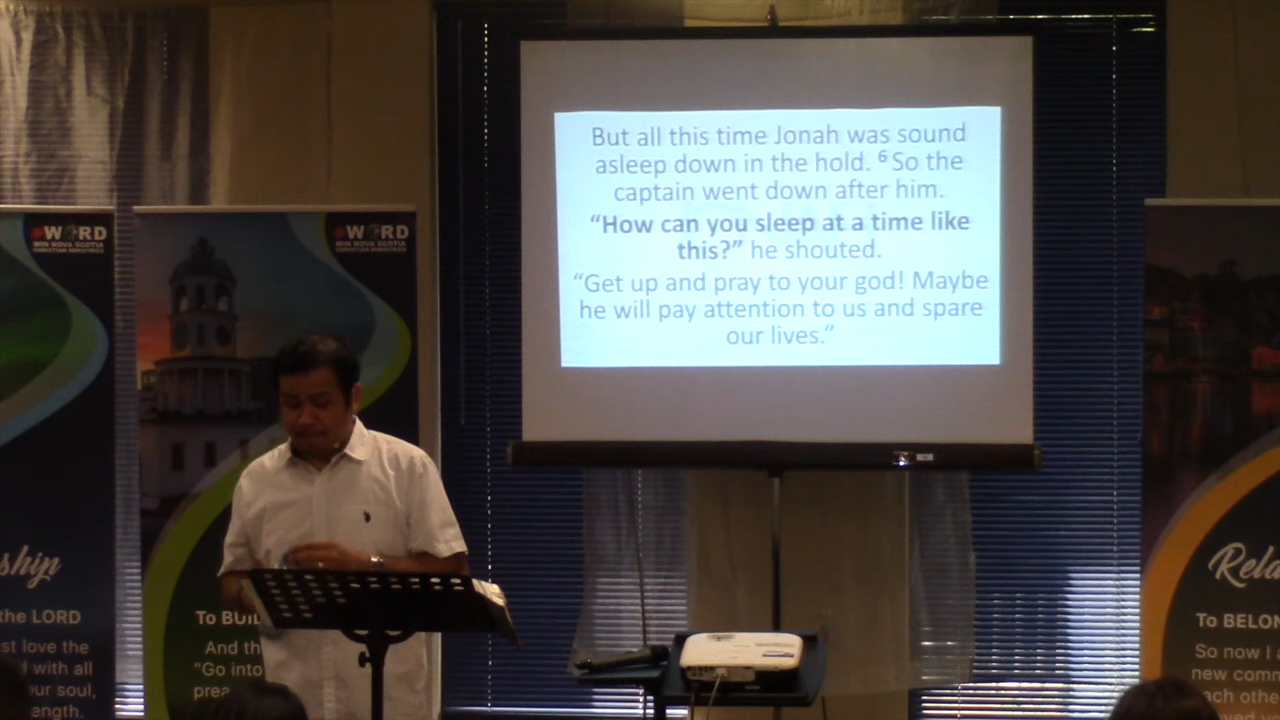 But all this time Jonah was sound
asleep down in the hold. 6 So the
captain went down after him.
“How can you sleep at a time like
this?” he shouted.
“Get up and pray to your god! Maybe
he will pay attention to us and spare
our lives.”
WORD
WIN NOVA SCOTIA
CHRISTIAN MINISTRIES
ship
the LORD
st love the
d with all
our soul,
ength.
WORD
WIN NOVA SCOTIA
CHRISTIAN MINISTRIES
To BUIL
And th
“Go into
prea
Rela
To BELON
So now I a
new comm
ach othe